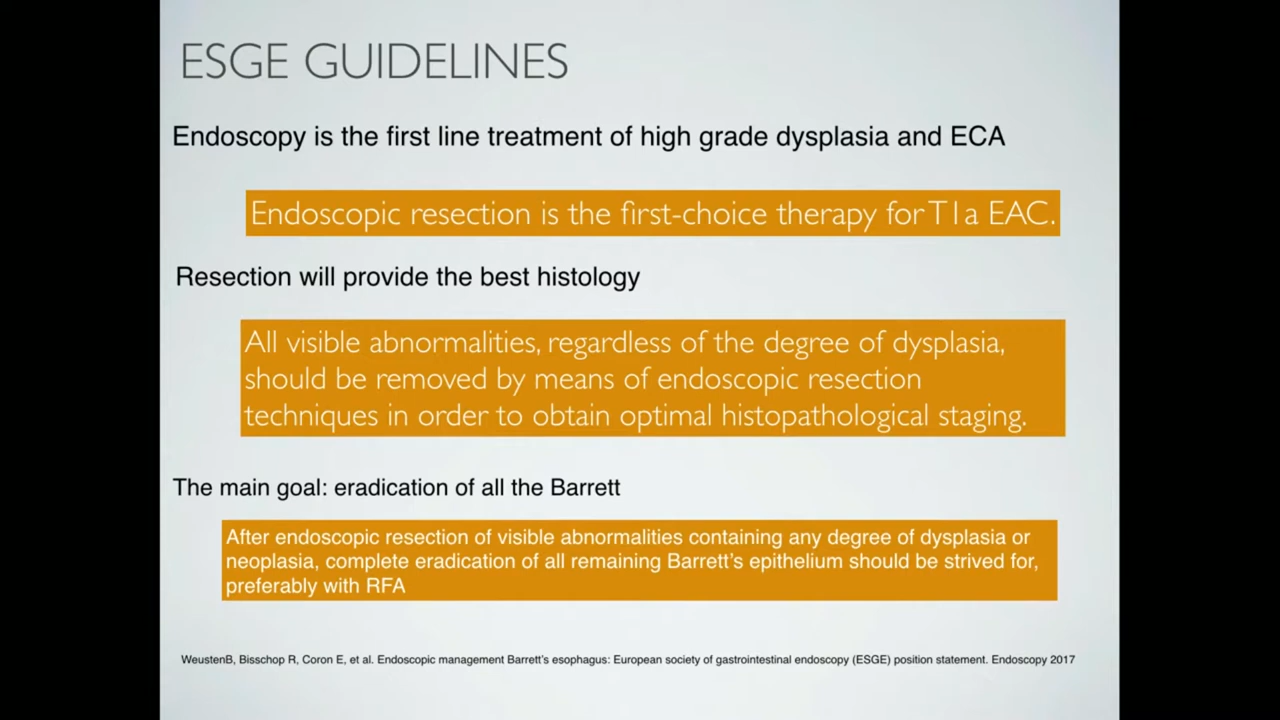 ESGE GUIDELINES
Endoscopy is the first line treatment of high grade dysplasia and ECA
Endoscopic resection is the first-choice therapy for T1a EAC.
Resection will provide the best histology
All visible abnormalities, regardless of the degree of dysplasia,
should be removed by means of endoscopic resection
techniques in order to obtain optimal histopathological staging.
The main goal: eradication of all the Barrett
After endoscopic resection of visible abnormalities containing any degree of dysplasia or
neoplasia, complete eradication of all remaining Barrett's epithelium should be strived for,
preferably with RFA
WeustenB, Bisschop R, Coron E, et al. Endoscopic management Barrett's esophagus: European society of gastrointestinal endoscopy (ESGE) position statement. Endoscopy 2017